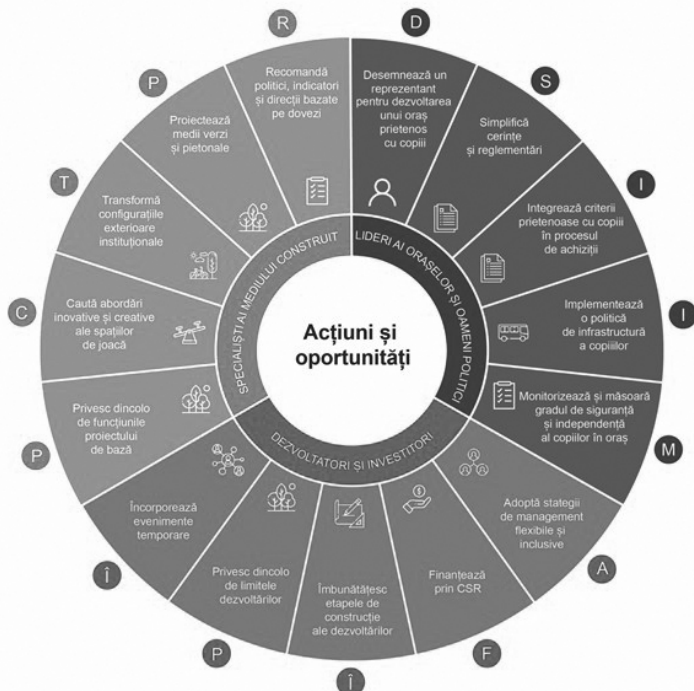 Acțiuni și
oportunități
LIDERI AI ORAȘELOR ȘI OAMENI POLITICI
D
Desemnează un
reprezentant
pentru dezvoltarea
unui oraș
prietenos
cu copiii
S
Simplifică
cerințe
și reglementări
I
Integrează criterii
prietenoase cu copiii
în procesul
de achiziții
I
Implementează
o politică
de infrastructură
a copiilor
M
Monitorizează și măsoară
gradul de siguranță
și independență
al copiilor în oraș
DEZVOLTATORI ȘI INVESTITORI
A
Adoptă stategii
de management
flexibile și
inclusive
F
Finanțează
prin CSR
Î
Îmbunătățesc
etapele de
construcție
ale dezvoltărilor
P
Privesc dincolo
de limitele
dezvoltărilor
Î
Încorporează
evenimente
temporare
SPECIALIȘTI AI MEDIULUI CONSTRUIT
P
Privesc dincolo
de funcțiunile
proiectului
de bază
C
Caută abordări
inovative și creative
ale spațiilor
de joacă
T
Transformă
configurațiile
exterioare
instituționale
P
Proiectează
medii verzi
și pietonale
R
Recomandă
politici, indicatori
și direcții bazate
pe dovezi